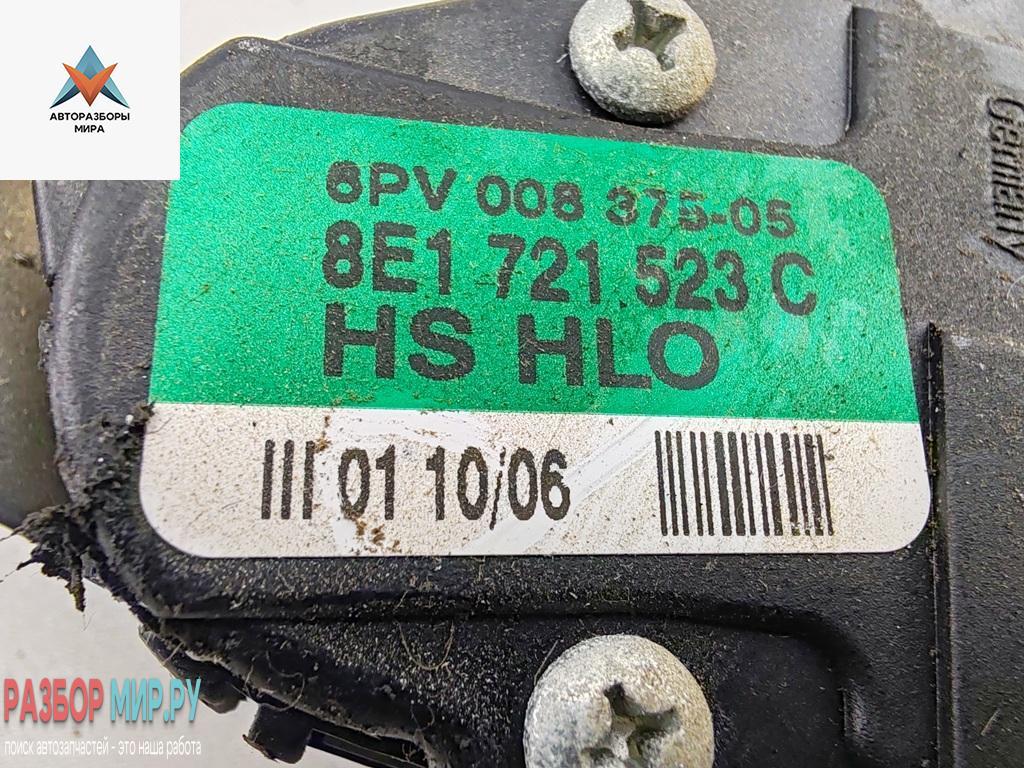 АВТОРАЗБОРЫ
МИРА
6PV 008 375-05
8E1 721 523 C
HS HLO
01 10/06
Germany
РАЗБОР МИР.РУ
поиск автозапчастей - это наша работа